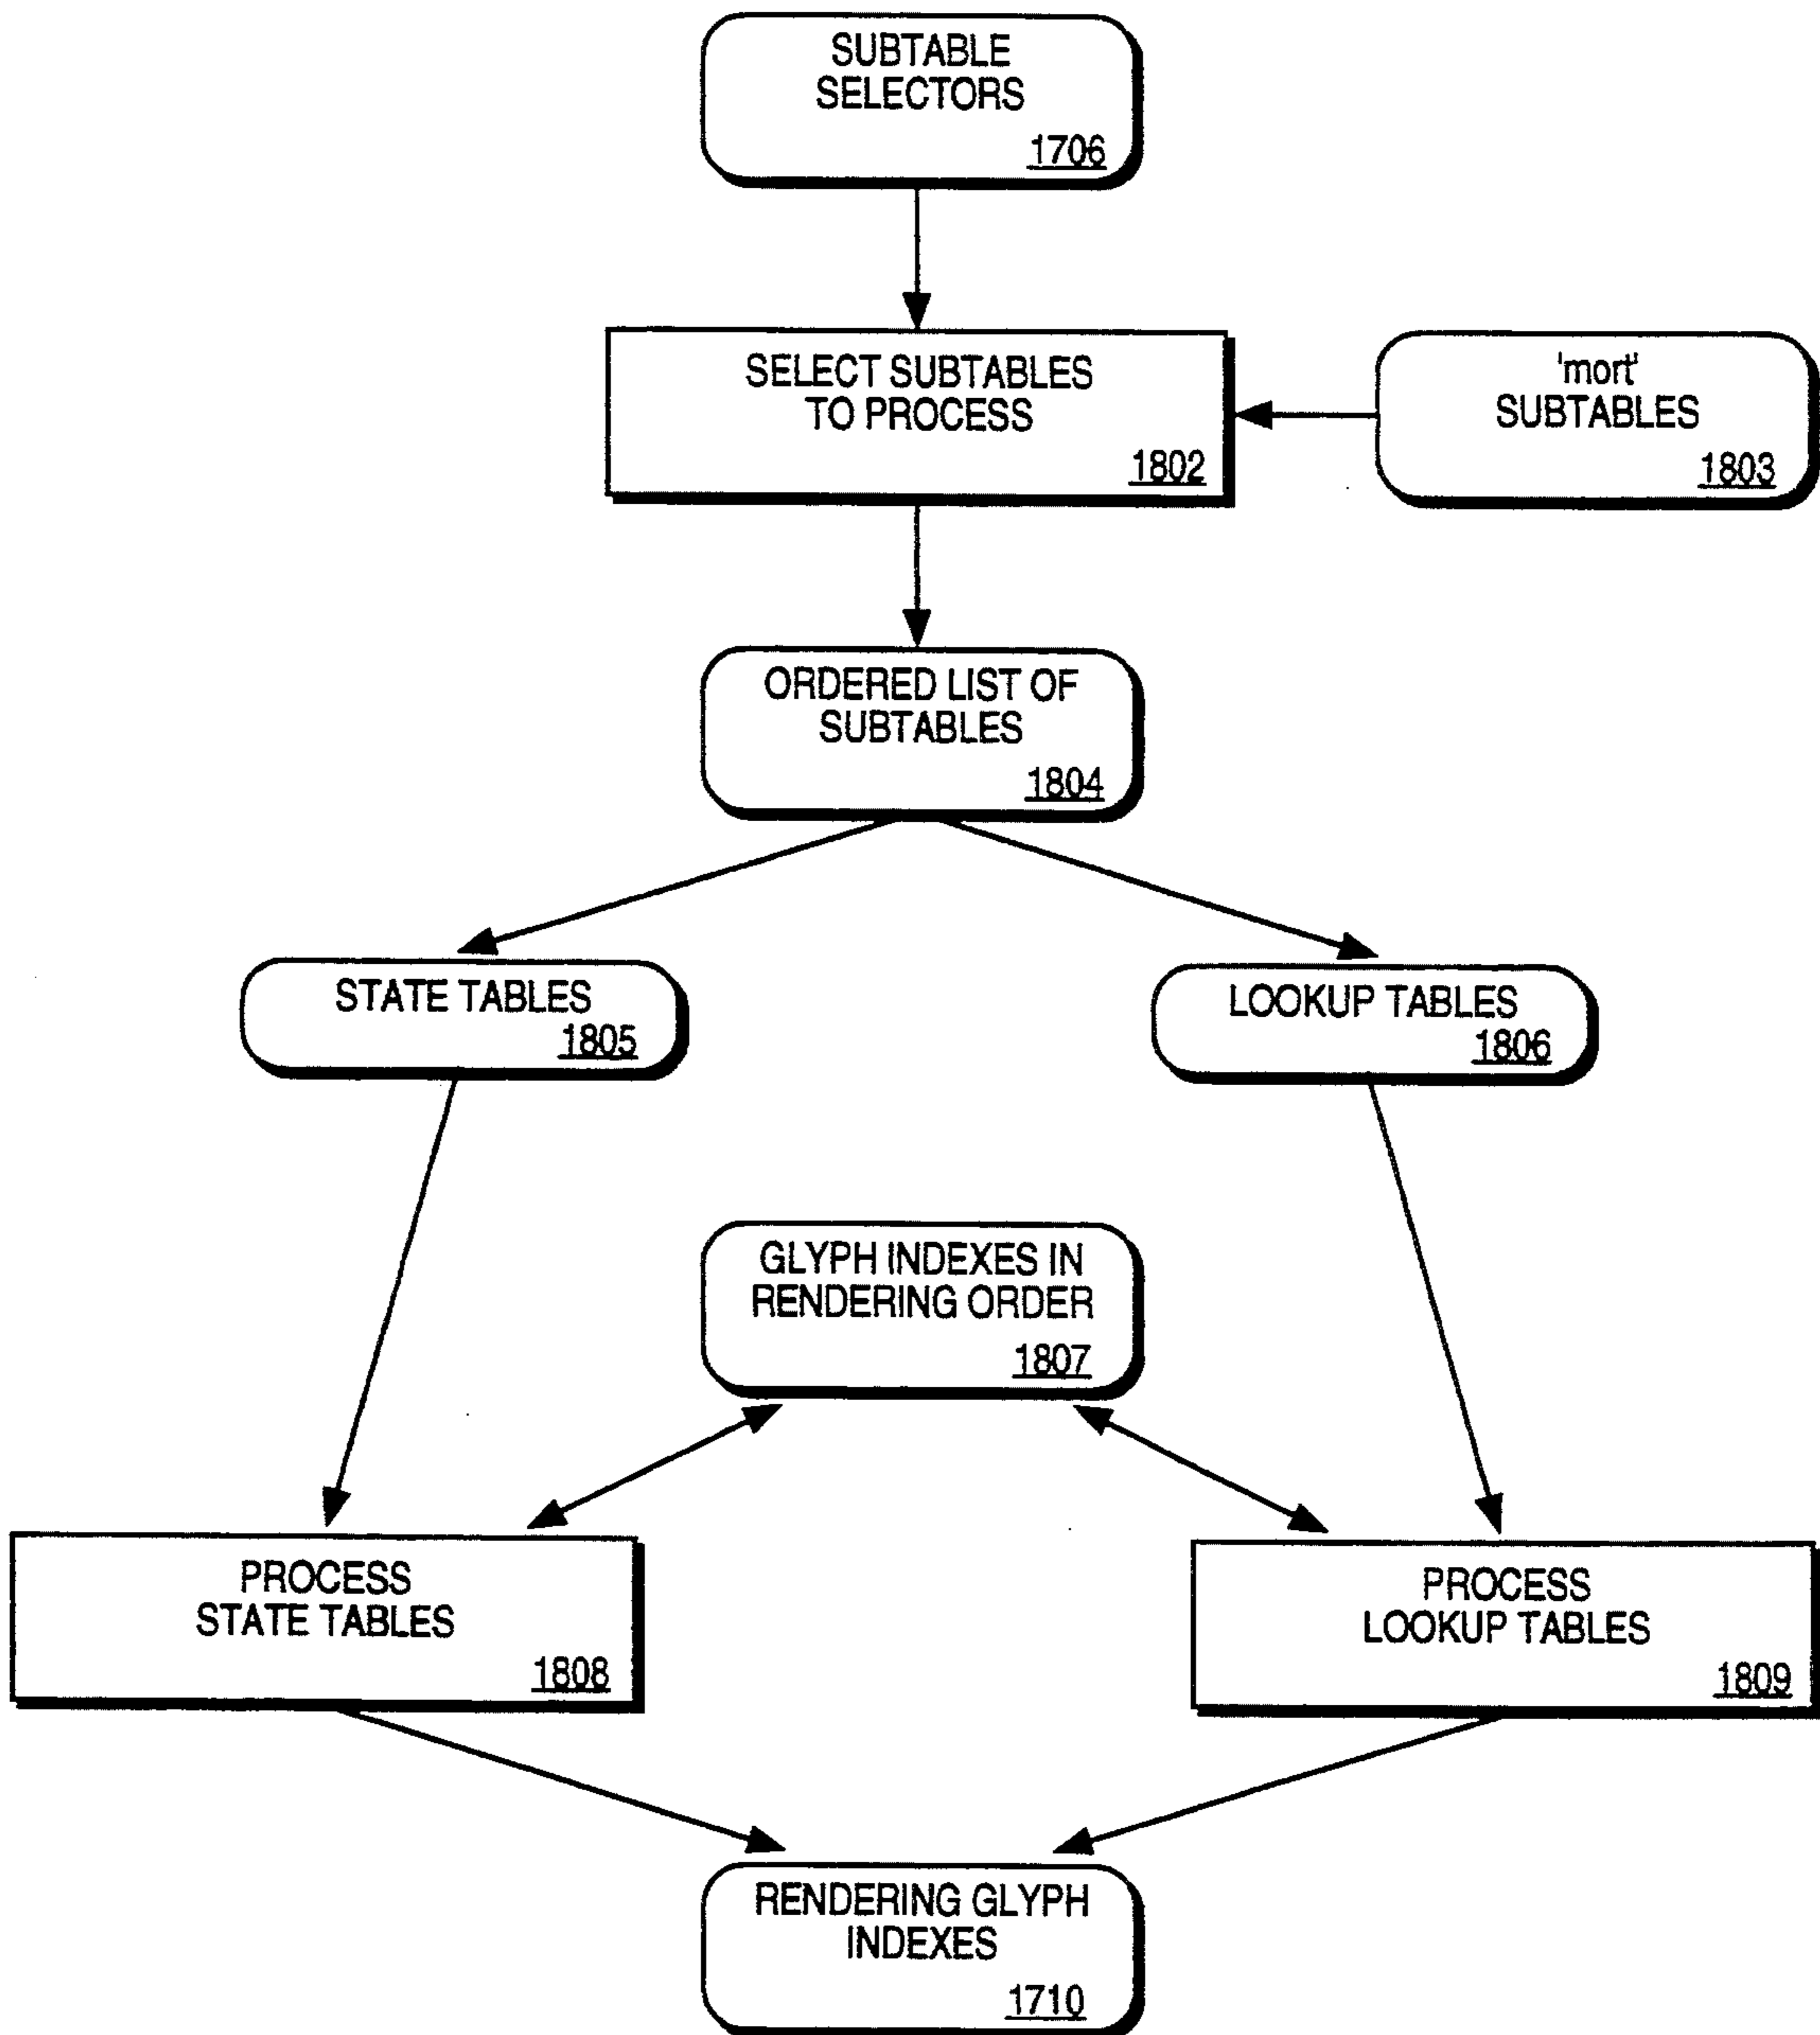 SUBTABLE
SELECTORS
1706
SELECT SUBTABLES
TO PROCESS
1802
'mort'
SUBTABLES
1803
ORDERED LIST OF
SUBTABLES
1804
STATE TABLES
1805
LOOKUP TABLES
1806
GLYPH INDEXES IN
RENDERING ORDER
1807
PROCESS
STATE TABLES
1808
PROCESS
LOOKUP TABLES
1809
RENDERING GLYPH
INDEXES
1710